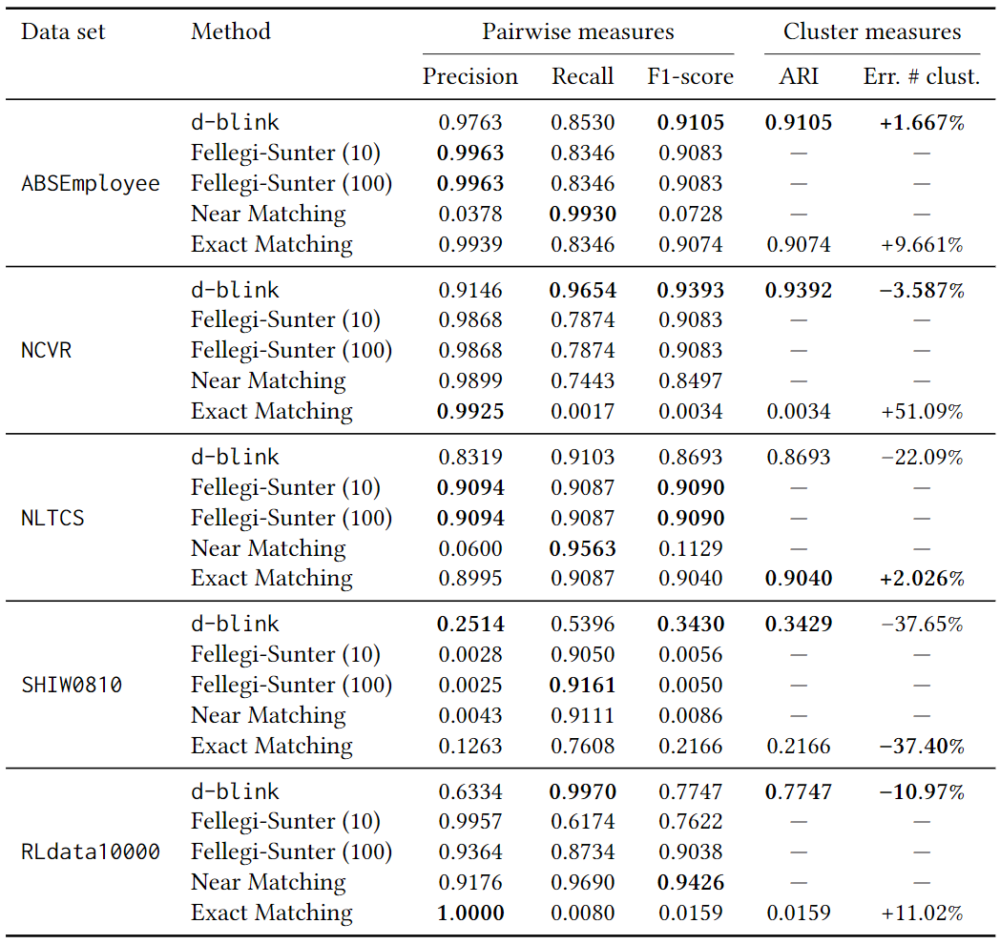 Data set Method Pairwise measures Cluster measures
Precision Recall F1-score ARI Err. # clust.
d-blink 0.9763 0.8530 0.9105 0.9105 +1.667%
Fellegi-Sunter (10) 0.9963 0.8346 0.9083 — —
ABSEmployee Fellegi-Sunter (100) 0.9963 0.8346 0.9083 — —
Near Matching 0.0378 0.9930 0.0728 — —
Exact Matching 0.9939 0.8346 0.9074 0.9074 +9.661%
d-blink 0.9146 0.9654 0.9393 0.9392 −3.587%
Fellegi-Sunter (10) 0.9868 0.7874 0.9083 — —
NCVR Fellegi-Sunter (100) 0.9868 0.7874 0.9083 — —
Near Matching 0.9899 0.7443 0.8497 — —
Exact Matching 0.9925 0.0017 0.0034 0.0034 +51.09%
d-blink 0.8319 0.9103 0.8693 0.8693 −22.09%
Fellegi-Sunter (10) 0.9094 0.9087 0.9090 — —
NLTCS Fellegi-Sunter (100) 0.9094 0.9087 0.9090 — —
Near Matching 0.0600 0.9563 0.1129 — —
Exact Matching 0.8995 0.9087 0.9040 0.9040 +2.026%
d-blink 0.2514 0.5396 0.3430 0.3429 −37.65%
Fellegi-Sunter (10) 0.0028 0.9050 0.0056 — —
SHIW0810 Fellegi-Sunter (100) 0.0025 0.9161 0.0050 — —
Near Matching 0.0043 0.9111 0.0086 — —
Exact Matching 0.1263 0.7608 0.2166 0.2166 −37.40%
d-blink 0.6334 0.9970 0.7747 0.7747 −10.97%
Fellegi-Sunter (10) 0.9957 0.6174 0.7622 — —
RLdata10000 Fellegi-Sunter (100) 0.9364 0.8734 0.9038 — —
Near Matching 0.9176 0.9690 0.9426 — —
Exact Matching 1.0000 0.0080 0.0159 0.0159 +11.02%